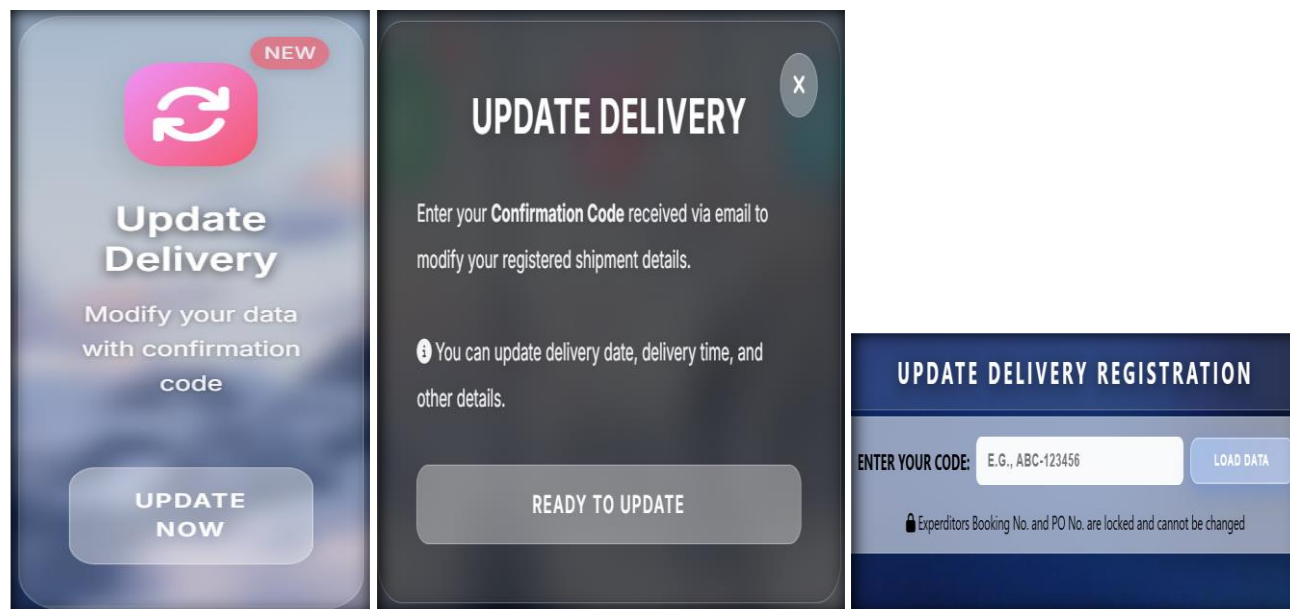 NEW
Update
Delivery
Modify your data
with confirmation
code
UPDATE
NOW
X
UPDATE DELIVERY
Enter your Confirmation Code received via email to
modify your registered shipment details.
i You can update delivery date, delivery time, and
other details.
READY TO UPDATE
UPDATE DELIVERY REGISTRATION
ENTER YOUR CODE: E.G., ABC-123456 LOAD DATA
Experditors Booking No. and PO No. are locked and cannot be changed